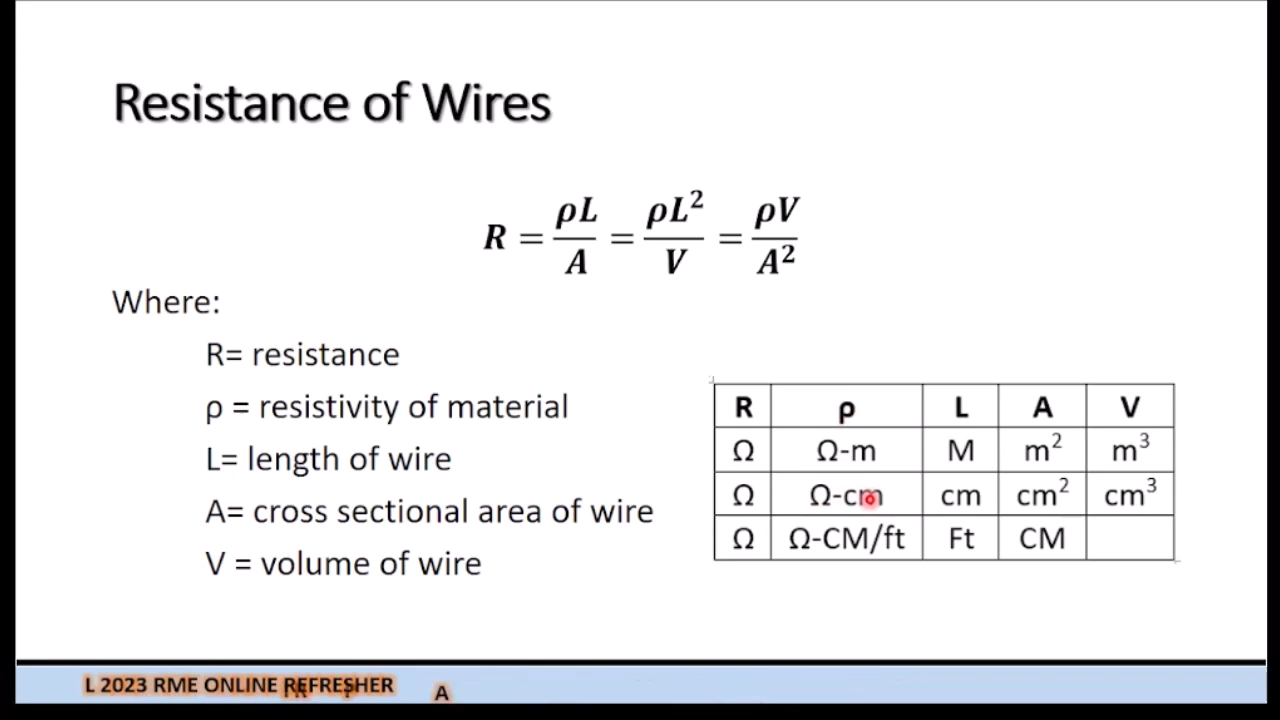 Resistance of Wires
R = ρL/A = ρL²/V = ρV/A²
Where:
R= resistance
ρ = resistivity of material
L= length of wire
A= cross sectional area of wire
V = volume of wire
R ρ L A V
Ω Ω-m M m² m³
Ω Ω-cm cm cm² cm³
Ω Ω-CM/ft Ft CM
L 2023 RME ONLINE REFRESHER
A